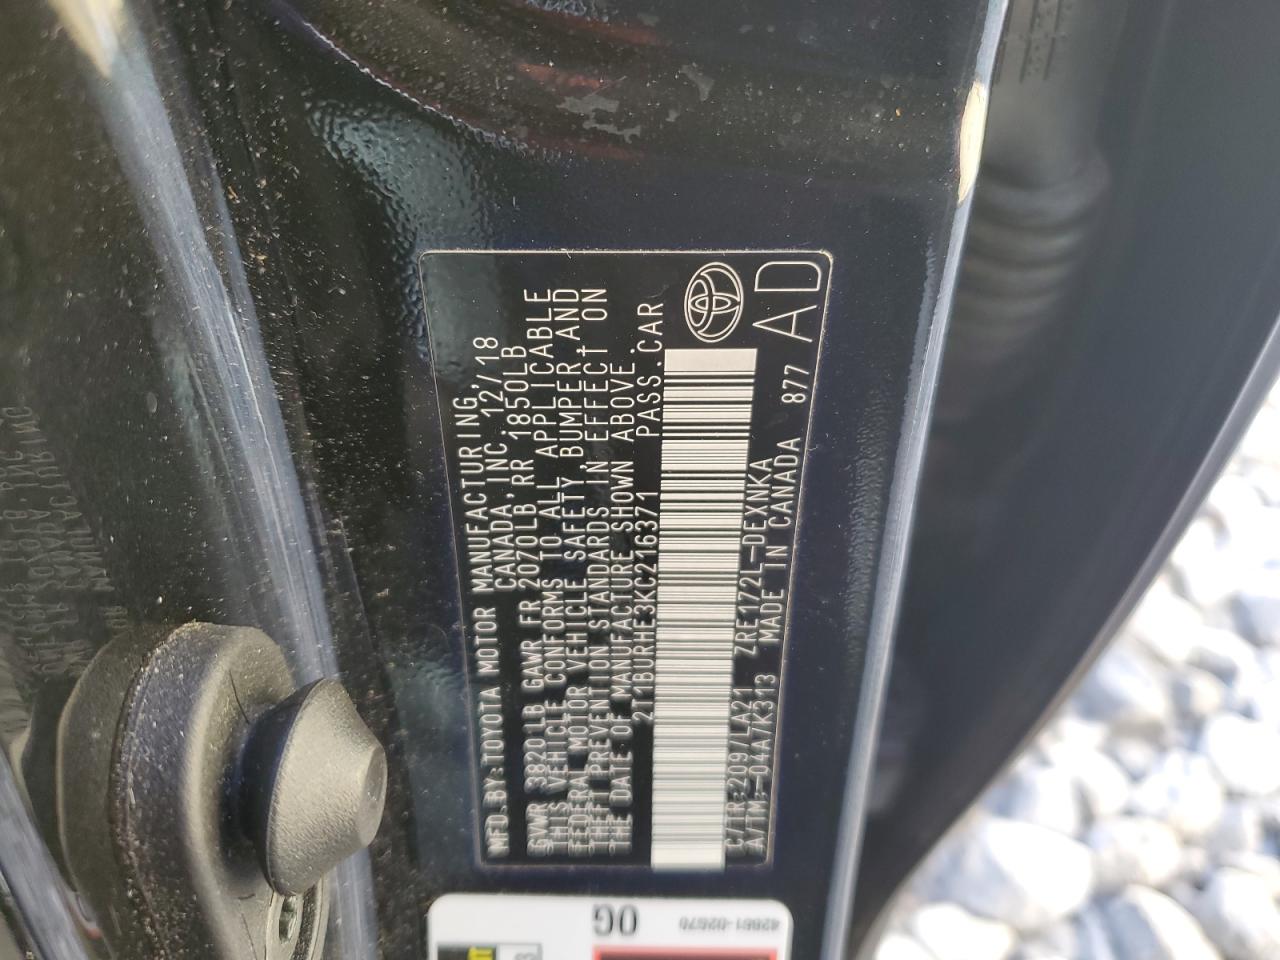 MFD.BY:TOYOTA MOTOR MANUFACTURING,
CANADA, INC. 12/18
GVWR 3820LB GAWR FR 2070LB RR 1850LB
THIS VEHICLE CONFORMS TO ALL APPLICABLE
FEDERAL MOTOR VEHICLE SAFETY, BUMPER, AND
THEFT PREVENTION STANDARDS IN EFFECT ON
THE DATE OF MANUFACTURE SHOWN ABOVE.
2T1BURHE3KC216371 PASS.CAR
C/TR:209/LA21 ZRE172L-DEXNKA
A/TM:-04A/K313 MADE IN CANADA 877
AD
0G
42661-02G70